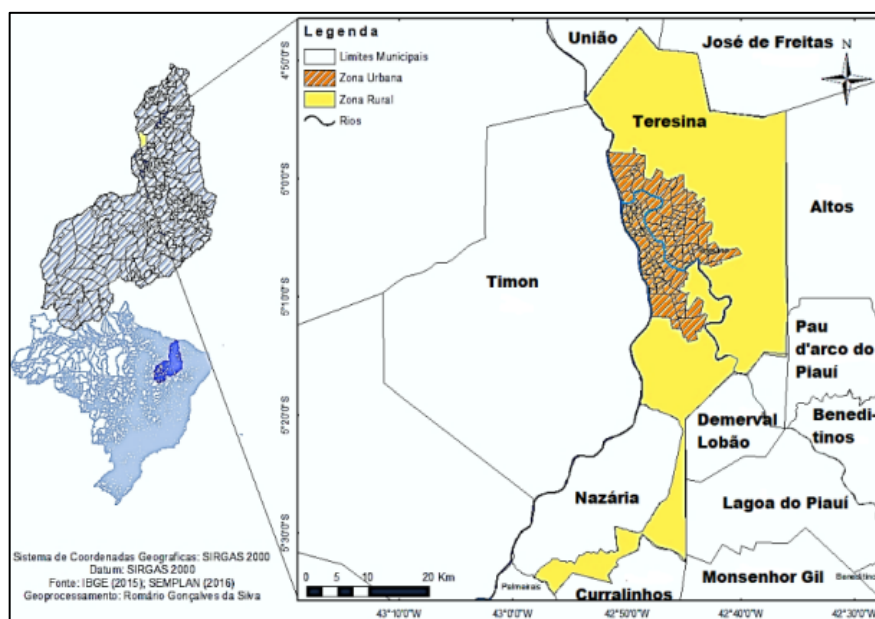 Legenda
Limites Municipais
Zona Urbana
Zona Rural
Rios
União
José de Freitas
N
Teresina
Altos
Timon
Pau
d'arco do
Piauí
Demerval
Lobão
Benedi-
tinos
Nazária
Lagoa do Piauí
Monsenhor Gil
Palmeiras
Curralinhos
0 5 10 20 Km
4°50'0"S
5°0'0"S
5°10'0"S
5°20'0"S
5°30'0"S
43°10'0"W
43°0'0"W
42°50'0"W
42°40'0"W
42°30'0"W
Sistema de Coordenadas Geograficas: SIRGAS 2000
Datum: SIRGAS 2000
Fonte: IBGE (2015); SEMPLAN (2016)
Geoprocessamento: Romário Gonçalves da Silva